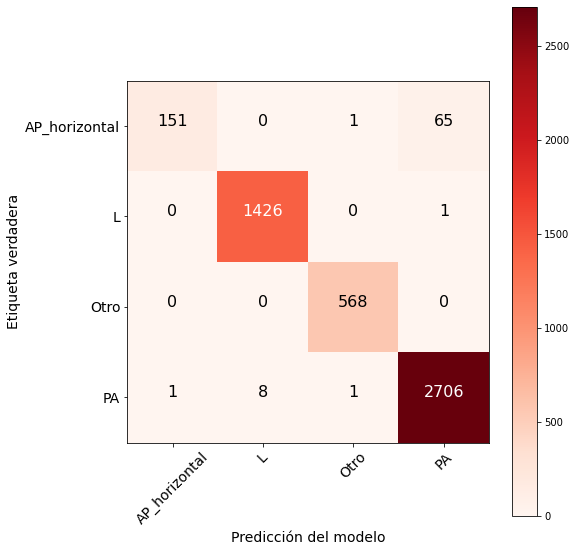 AP_horizontal 151 0 1 65
L 0 1426 0 1
Otro 0 0 568 0
PA 1 8 1 2706
AP_horizontal L Otro PA
Predicción del modelo
Etiqueta verdadera
2500
2000
1500
1000
500
0